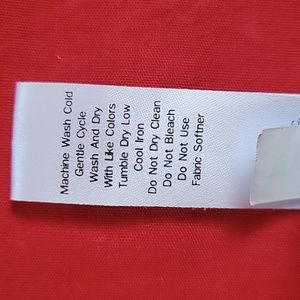 Machine Wash Cold
Gentle Cycle
Wash And Dry
With Like Colors
Tumble Dry Low
Cool Iron
Do Not Dry Clean
Do Not Bleach
Do Not Use
Fabric Softner